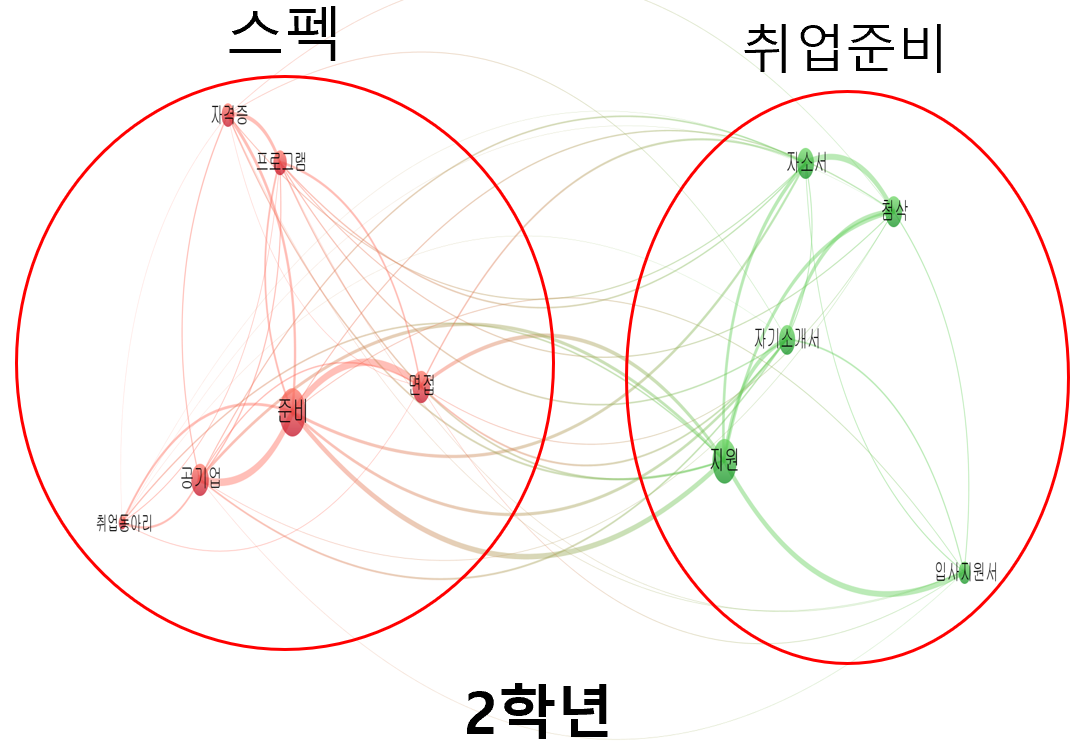 스펙
취업준비
자격증
프로그램
면접
준비
공기업
취업동아리
자소서
첨삭
자기소개서
지원
입사지원서
2학년